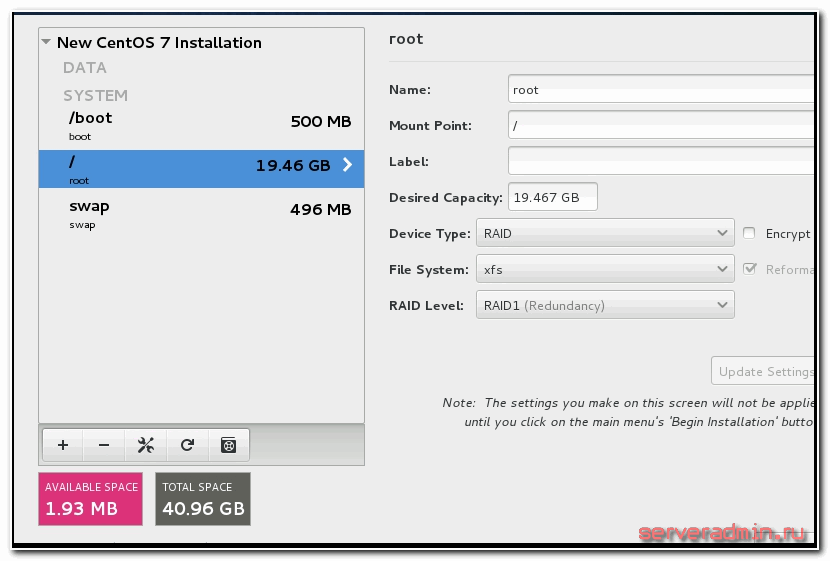 New CentOS 7 Installation
DATA
SYSTEM
/boot 500 MB
boot
/ 19.46 GB
root
swap 496 MB
swap
AVAILABLE SPACE
1.93 MB
TOTAL SPACE
40.96 GB
root
Name: root
Mount Point: /
Label:
Desired Capacity: 19.467 GB
Device Type: RAID Encrypt
File System: xfs Reforma
RAID Level: RAID1 (Redundancy)
Update Settings
Note: The settings you make on this screen will not be applie
until you click on the main menu's 'Begin Installation' butto
serveradmin.ru